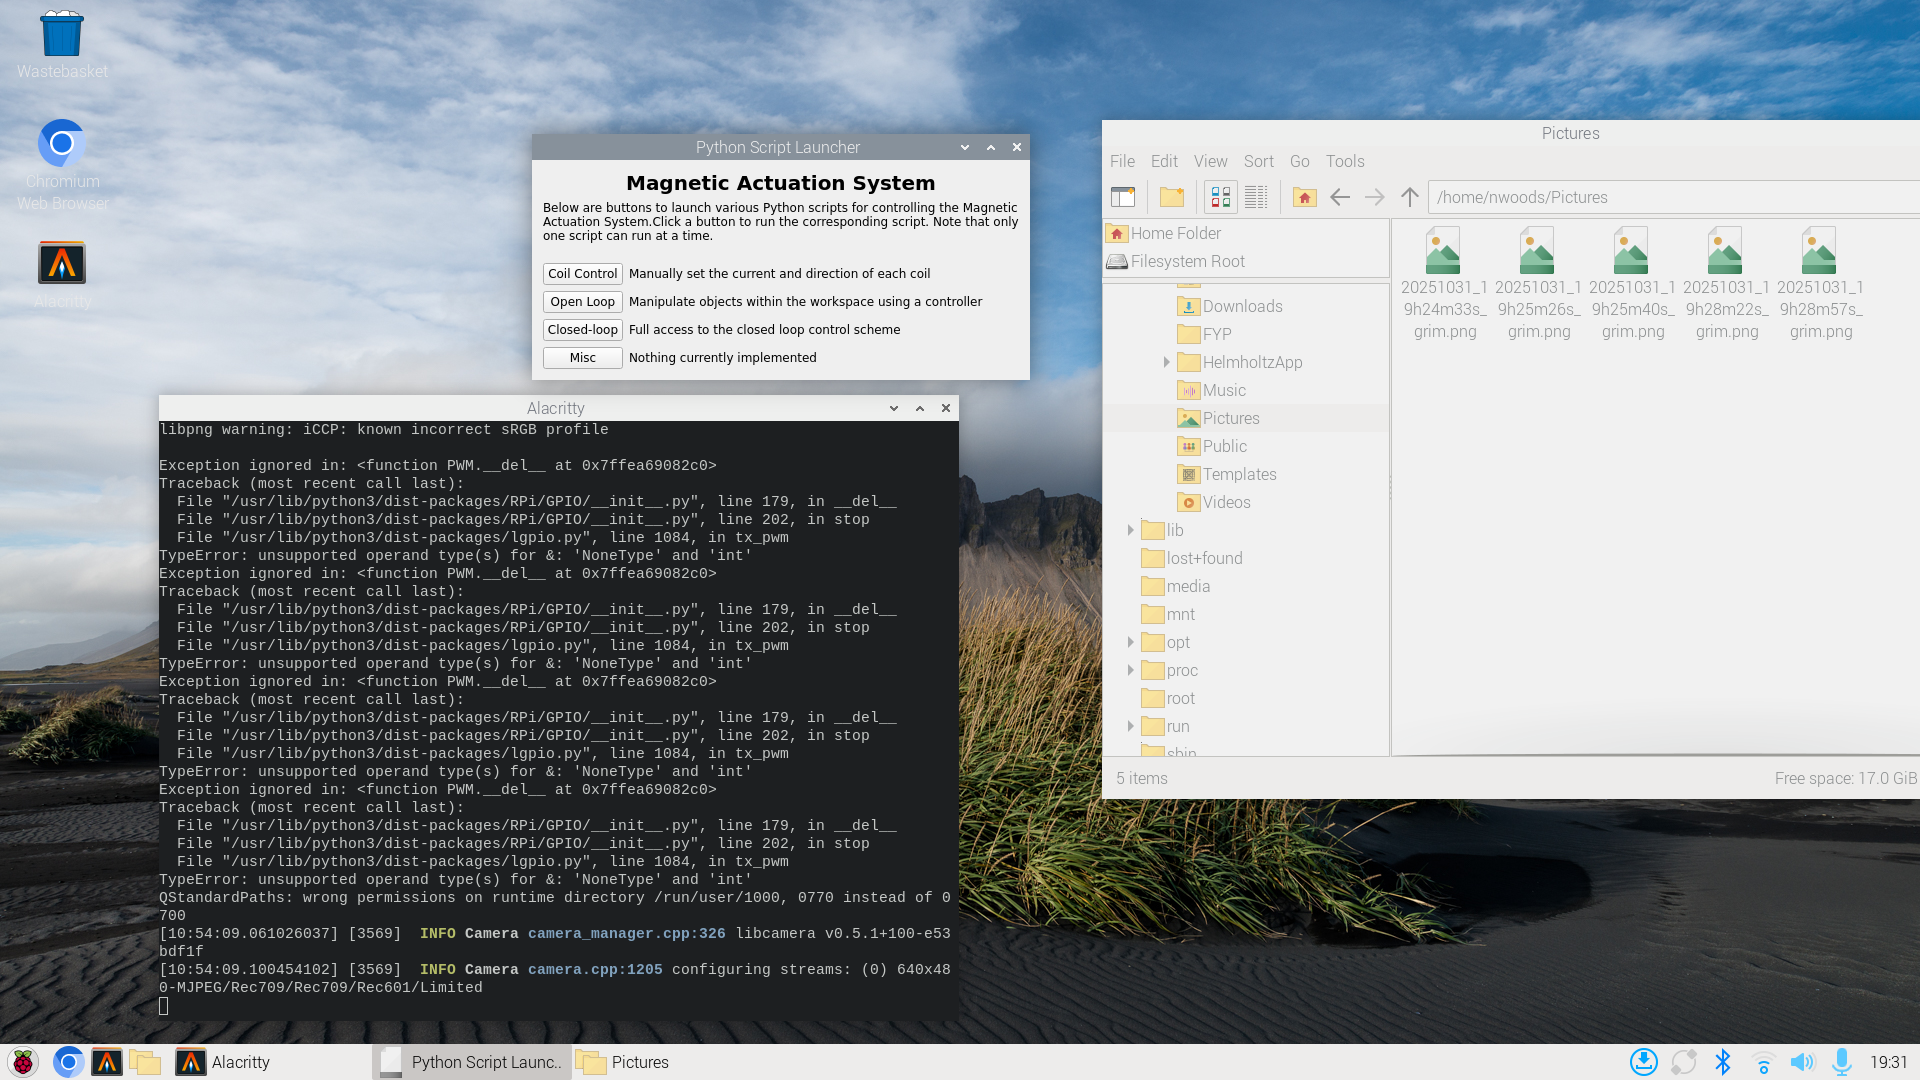 Wastebasket
Chromium
Web Browser
Alacritty
Python Script Launcher
Magnetic Actuation System
Below are buttons to launch various Python scripts for controlling the Magnetic
Actuation System.Click a button to run the corresponding script. Note that only
one script can run at a time.
Coil Control Manually set the current and direction of each coil
Open Loop Manipulate objects within the workspace using a controller
Closed-loop Full access to the closed loop control scheme
Misc Nothing currently implemented
Alacritty
libpng warning: iCCP: known incorrect sRGB profile
Exception ignored in: <function PWM.__del__ at 0x7ffea69082c0>
Traceback (most recent call last):
  File "/usr/lib/python3/dist-packages/RPi/GPIO/__init__.py", line 179, in __del__
  File "/usr/lib/python3/dist-packages/RPi/GPIO/__init__.py", line 202, in stop
  File "/usr/lib/python3/dist-packages/lgpio.py", line 1084, in tx_pwm
TypeError: unsupported operand type(s) for &: 'NoneType' and 'int'
Exception ignored in: <function PWM.__del__ at 0x7ffea69082c0>
Traceback (most recent call last):
  File "/usr/lib/python3/dist-packages/RPi/GPIO/__init__.py", line 179, in __del__
  File "/usr/lib/python3/dist-packages/RPi/GPIO/__init__.py", line 202, in stop
  File "/usr/lib/python3/dist-packages/lgpio.py", line 1084, in tx_pwm
TypeError: unsupported operand type(s) for &: 'NoneType' and 'int'
Exception ignored in: <function PWM.__del__ at 0x7ffea69082c0>
Traceback (most recent call last):
  File "/usr/lib/python3/dist-packages/RPi/GPIO/__init__.py", line 179, in __del__
  File "/usr/lib/python3/dist-packages/RPi/GPIO/__init__.py", line 202, in stop
  File "/usr/lib/python3/dist-packages/lgpio.py", line 1084, in tx_pwm
TypeError: unsupported operand type(s) for &: 'NoneType' and 'int'
Exception ignored in: <function PWM.__del__ at 0x7ffea69082c0>
Traceback (most recent call last):
  File "/usr/lib/python3/dist-packages/RPi/GPIO/__init__.py", line 179, in __del__
  File "/usr/lib/python3/dist-packages/RPi/GPIO/__init__.py", line 202, in stop
  File "/usr/lib/python3/dist-packages/lgpio.py", line 1084, in tx_pwm
TypeError: unsupported operand type(s) for &: 'NoneType' and 'int'
QStandardPaths: wrong permissions on runtime directory /run/user/1000, 0770 instead of 0
700
[10:54:09.061026037] [3569]  INFO Camera camera_manager.cpp:326 libcamera v0.5.1+100-e53
bdf1f
[10:54:09.100454102] [3569]  INFO Camera camera.cpp:1205 configuring streams: (0) 640x48
0-MJPEG/Rec709/Rec709/Rec601/Limited
Pictures
File Edit View Sort Go Tools
/home/nwoods/Pictures
Home Folder
Filesystem Root
Downloads
FYP
HelmholtzApp
Music
Pictures
Public
Templates
Videos
lib
lost+found
media
mnt
opt
proc
root
run
sbin
20251031_1 20251031_1 20251031_1 20251031_1 20251031_1
9h24m33s_ 9h25m26s_ 9h25m40s_ 9h28m22s_ 9h28m57s_
grim.png grim.png grim.png grim.png grim.png
5 items Free space: 17.0 GiB
Alacritty Python Script Launc.. Pictures 19:31